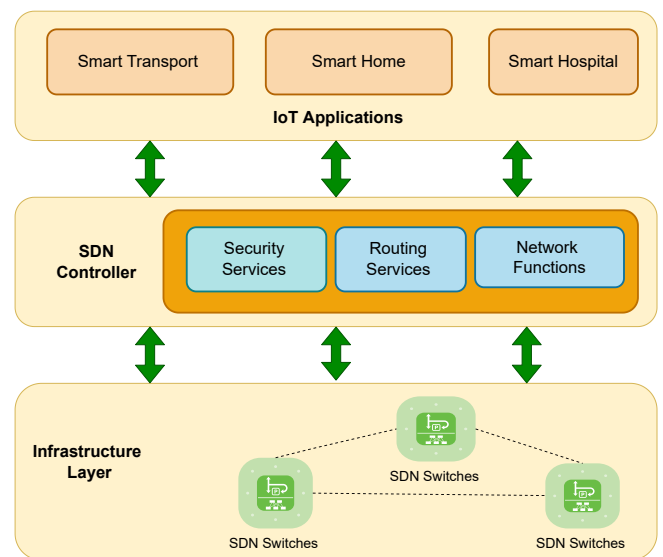 Smart Transport
Smart Home
Smart Hospital
IoT Applications
SDN
Controller
Security
Services
Routing
Services
Network
Functions
Infrastructure
Layer
P
SDN Switches
P
SDN Switches
P
SDN Switches